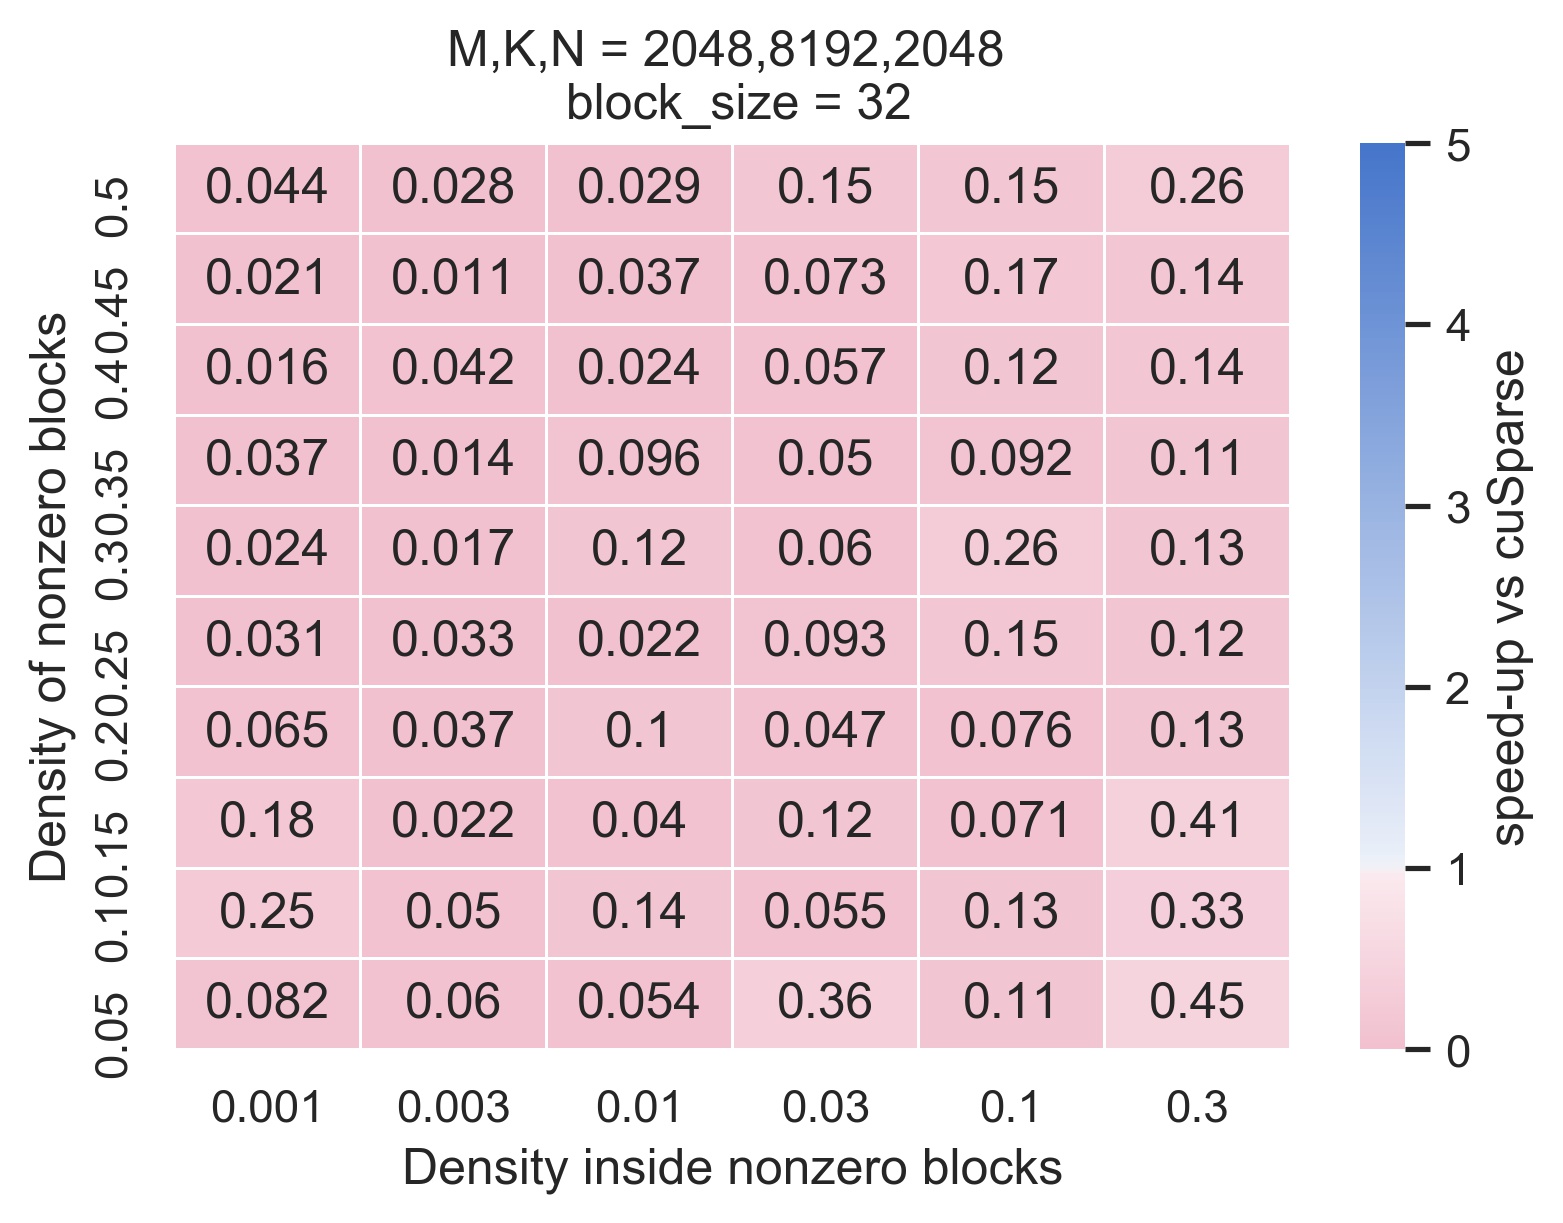 M,K,N = 2048,8192,2048
block_size = 32
Density of nonzero blocks
0.5 0.044 0.028 0.029 0.15 0.15 0.26
0.45 0.021 0.011 0.037 0.073 0.17 0.14
0.4 0.016 0.042 0.024 0.057 0.12 0.14
0.35 0.037 0.014 0.096 0.05 0.092 0.11
0.3 0.024 0.017 0.12 0.06 0.26 0.13
0.25 0.031 0.033 0.022 0.093 0.15 0.12
0.2 0.065 0.037 0.1 0.047 0.076 0.13
0.15 0.18 0.022 0.04 0.12 0.071 0.41
0.1 0.25 0.05 0.14 0.055 0.13 0.33
0.05 0.082 0.06 0.054 0.36 0.11 0.45
0.001 0.003 0.01 0.03 0.1 0.3
Density inside nonzero blocks
5
4
3
2
1
0
speed-up vs cuSparse